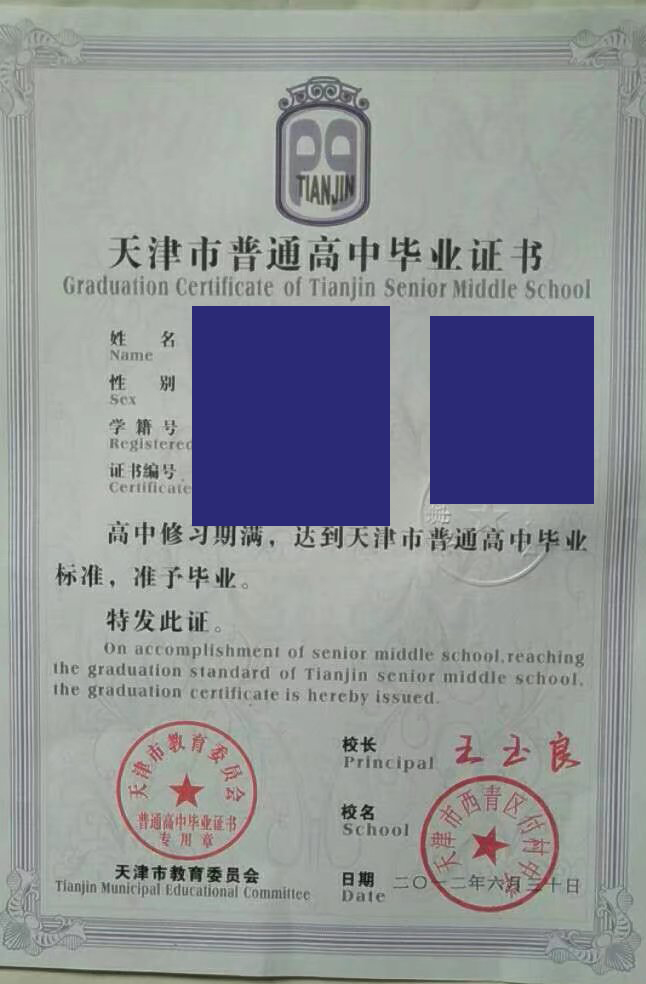 TIANJIN
天津市普通高中毕业证书
Graduation Certificate of Tianjin Senior Middle School
姓 名
Name
性 别
Sex
学籍号
Registered
证书编号
Certificate
高中修习期满，达到天津市普通高中毕业
标准，准予毕业。
特发此证。
On accomplishment of senior middle school,reaching
the graduation standard of Tianjin senior middle school,
the graduation certificate is hereby issued.
天津市教育委员会
普通高中毕业证书
专用章
天津市教育委员会
Tianjin Municipal Educational Committee
校长
Principal
王玉良
校名
School
天津市西青区付村中学
日期
Date
二〇一二年六月三十日